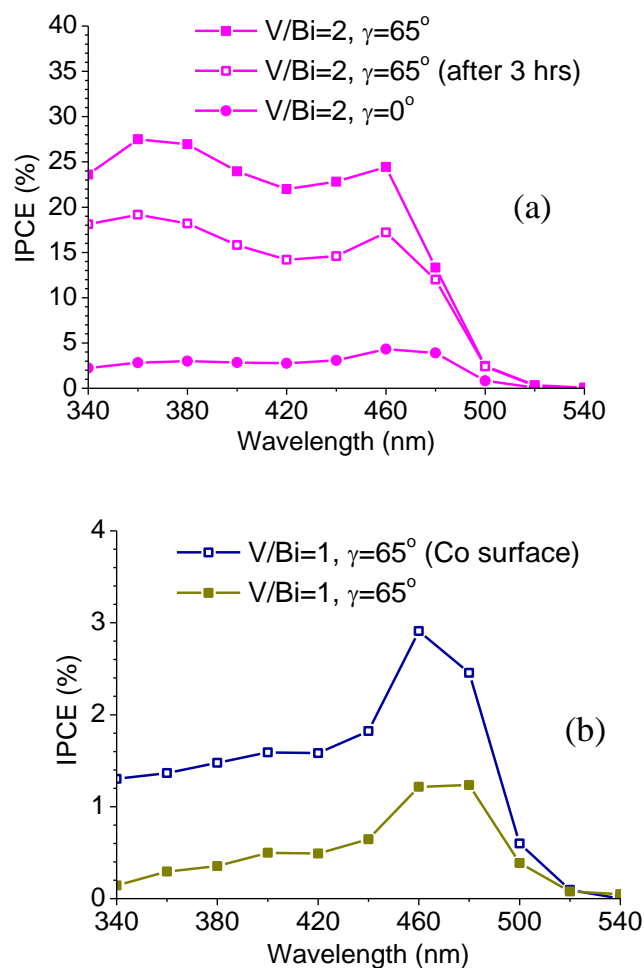 V/Bi=2, γ=65°
V/Bi=2, γ=65° (after 3 hrs)
V/Bi=2, γ=0°
(a)
IPCE (%)
40
35
30
25
20
15
10
5
0
340 380 420 460 500 540
Wavelength (nm)
V/Bi=1, γ=65° (Co surface)
V/Bi=1, γ=65°
(b)
IPCE (%)
4
3
2
1
0
340 380 420 460 500 540
Wavelength (nm)